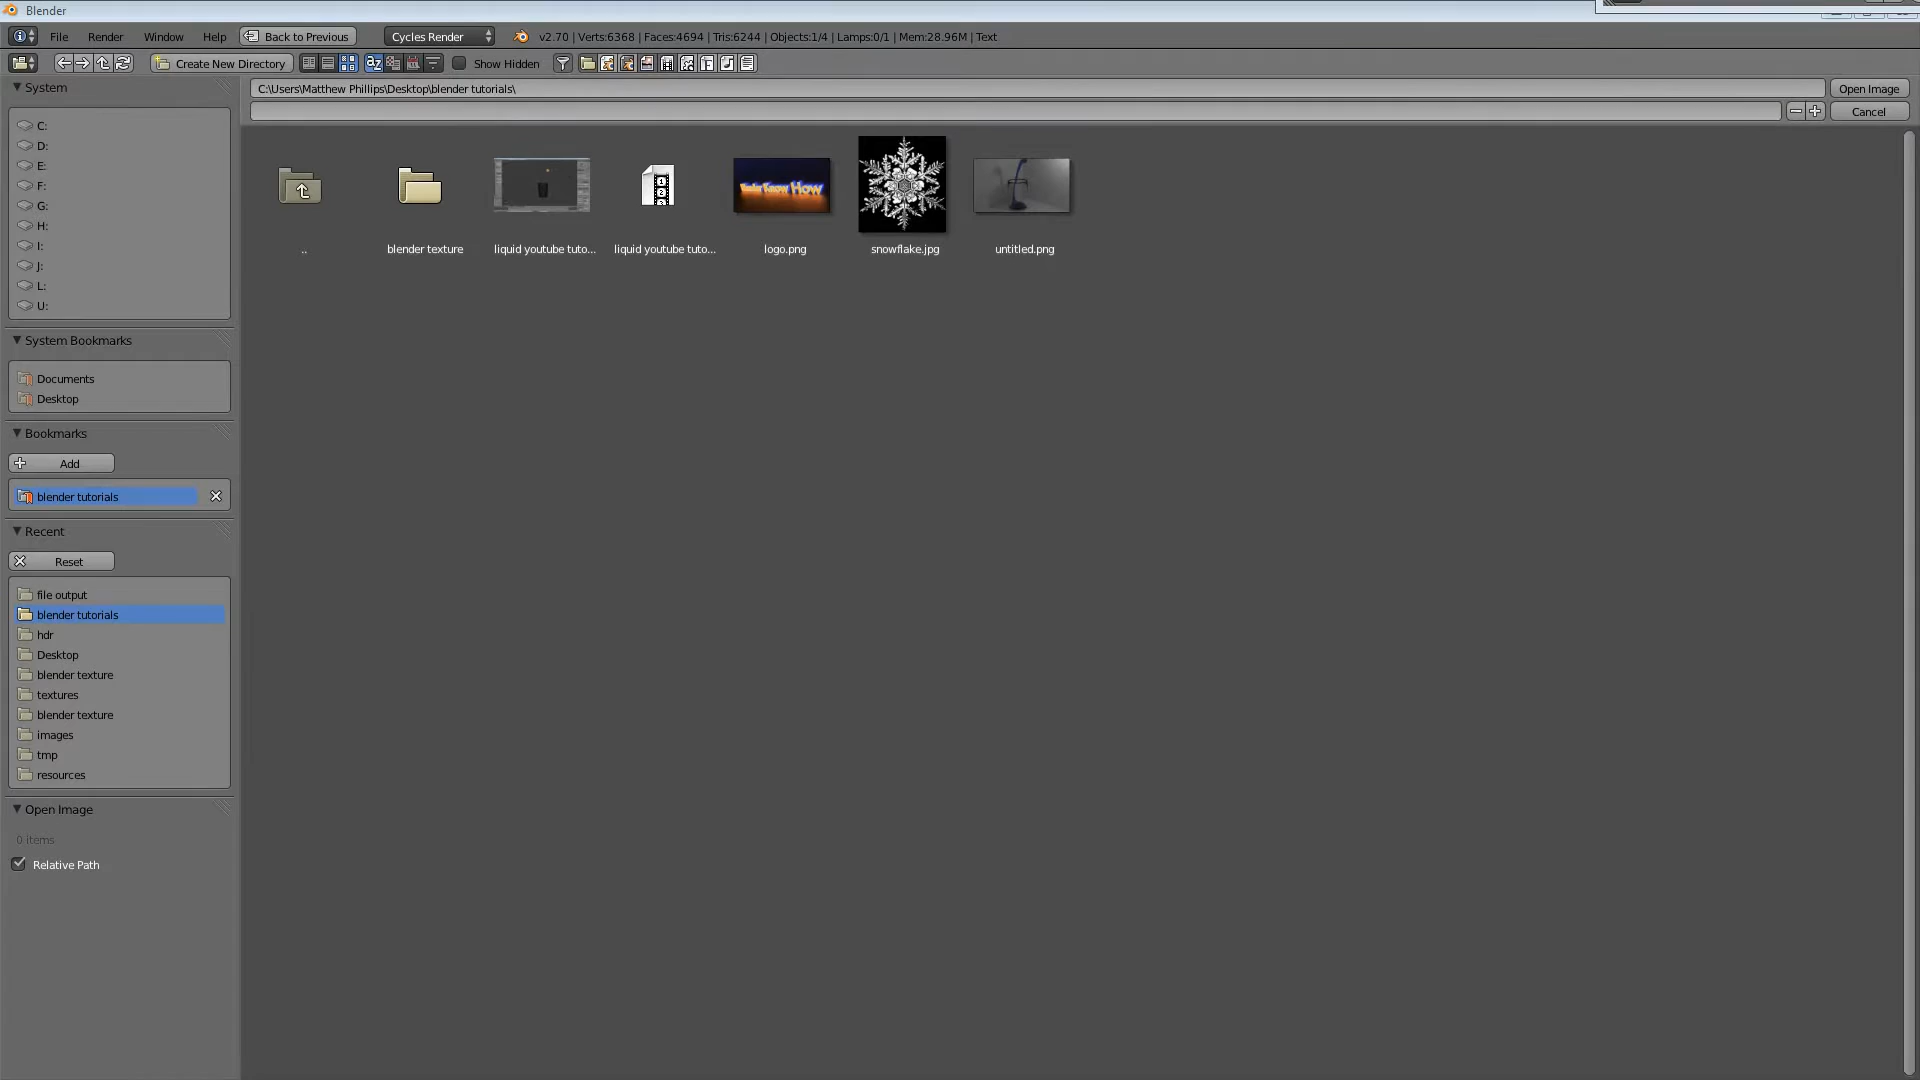 Blender
File Render Window Help Back to Previous Cycles Render v2.70 | Verts:6368 | Faces:4694 | Tris:6244 | Objects:1/4 | Lamps:0/1 | Mem:28.96M | Text
Create New Directory Show Hidden
System
C:\Users\Matthew Phillips\Desktop\blender tutorials\ Open Image
Cancel
C:
D:
E:
F:
G:
H:
I:
J:
L:
U:
.. blender texture liquid youtube tuto... liquid youtube tuto... logo.png snowflake.jpg untitled.png
System Bookmarks
Documents
Desktop
Bookmarks
Add
blender tutorials
Recent
Reset
file output
blender tutorials
hdr
Desktop
blender texture
textures
blender texture
images
tmp
resources
Open Image
0 items
Relative Path